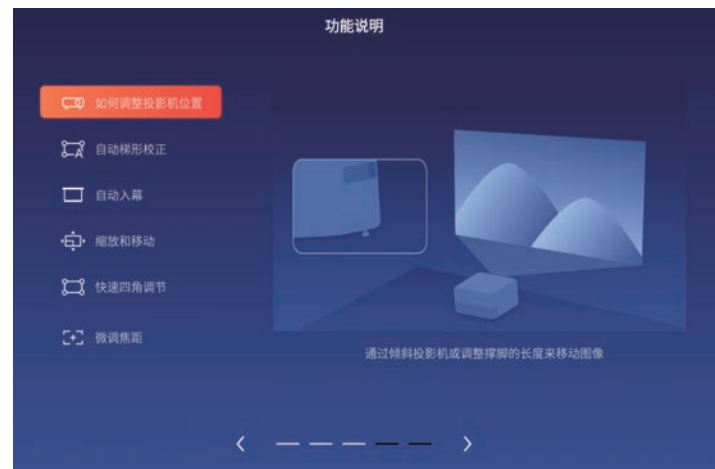 功能说明
如何调整投影机位置
自动梯形校正
自动入幕
缩放和移动
快速四角调节
微调焦距
通过倾斜投影机或调整撑脚的长度来移动图像